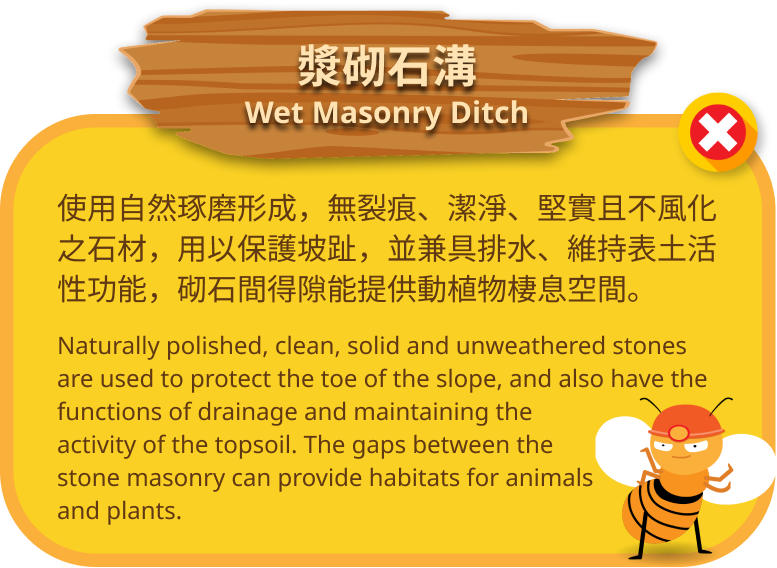 漿砌石溝
Wet Masonry Ditch
使用自然琢磨形成，無裂痕、潔淨、堅實且不風化
之石材，用以保護坡趾，並兼具排水、維持表土活
性功能，砌石間得隙能提供動植物棲息空間。
Naturally polished, clean, solid and unweathered stones
are used to protect the toe of the slope, and also have the
functions of drainage and maintaining the
activity of the topsoil. The gaps between the
stone masonry can provide habitats for animals
and plants.